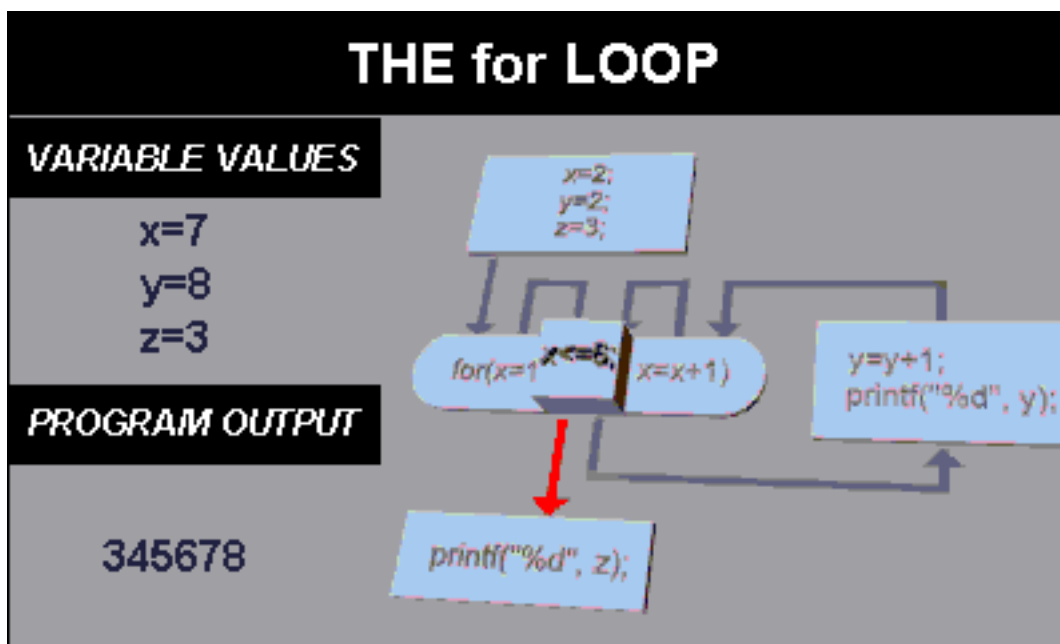 THE for LOOP
VARIABLE VALUES
x=7
y=8
z=3
PROGRAM OUTPUT
345678
x=2;
y=2;
z=3;
for(x=1 x<=6; x=x+1)
y=y+1;
printf("%d", y);
printf("%d", z);